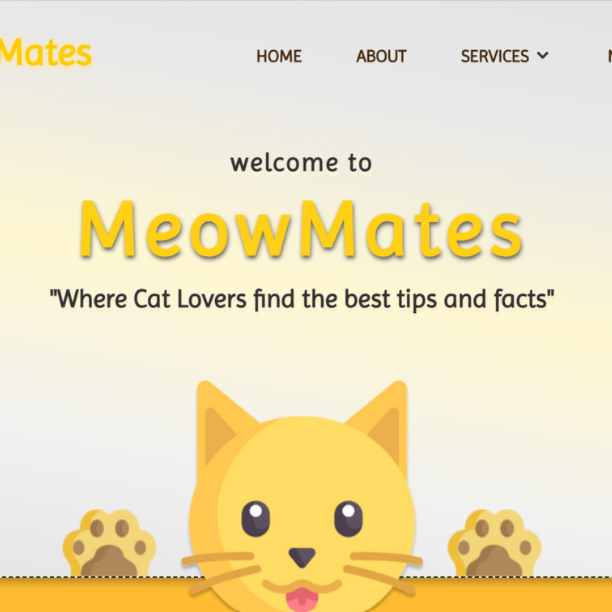 Mates
HOME ABOUT SERVICES
welcome to
MeowMates
"Where Cat Lovers find the best tips and facts"